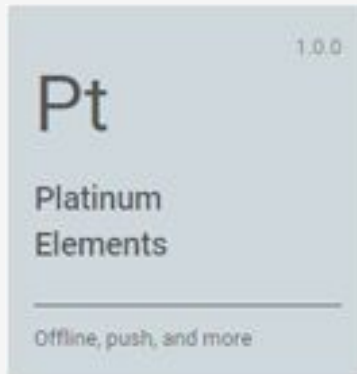 1.0.0
Pt
Platinum
Elements
Offline, push, and more